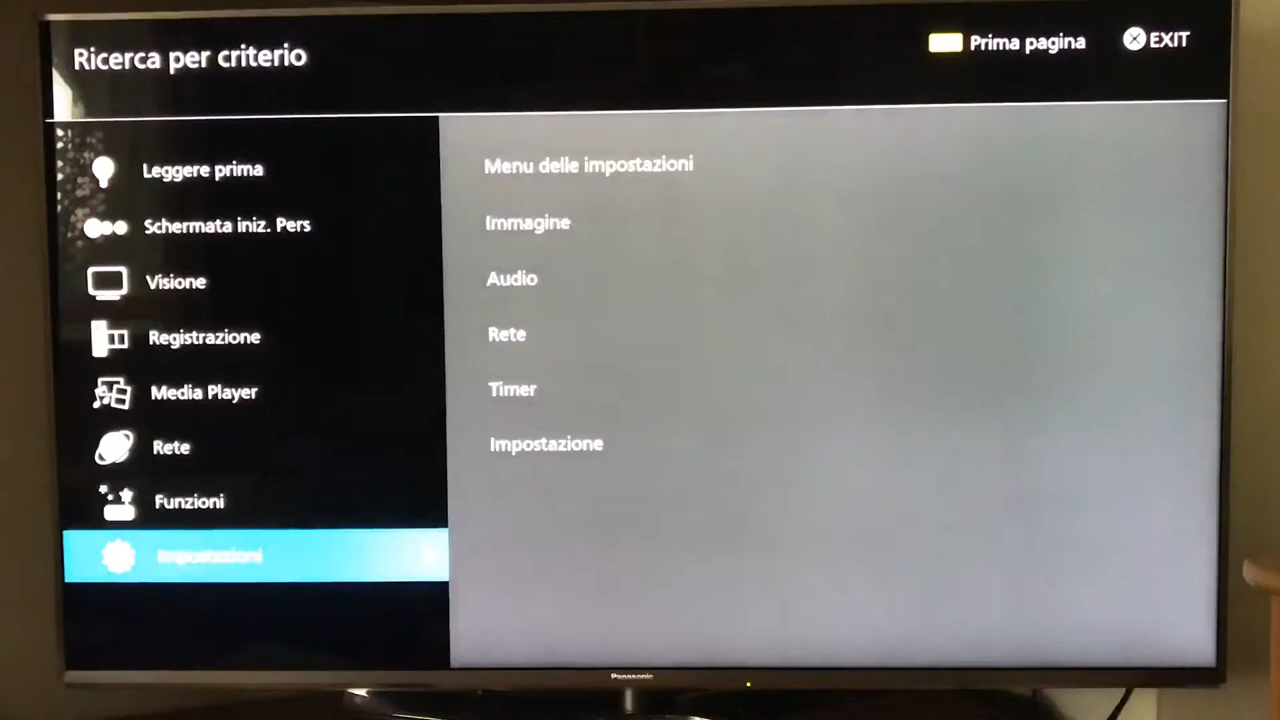 Ricerca per criterio
Prima pagina
EXIT
Leggere prima
Schermata iniz. Pers
Visione
Registrazione
Media Player
Rete
Funzioni
Impostazioni
Menu delle impostazioni
Immagine
Audio
Rete
Timer
Impostazione
Panasonic